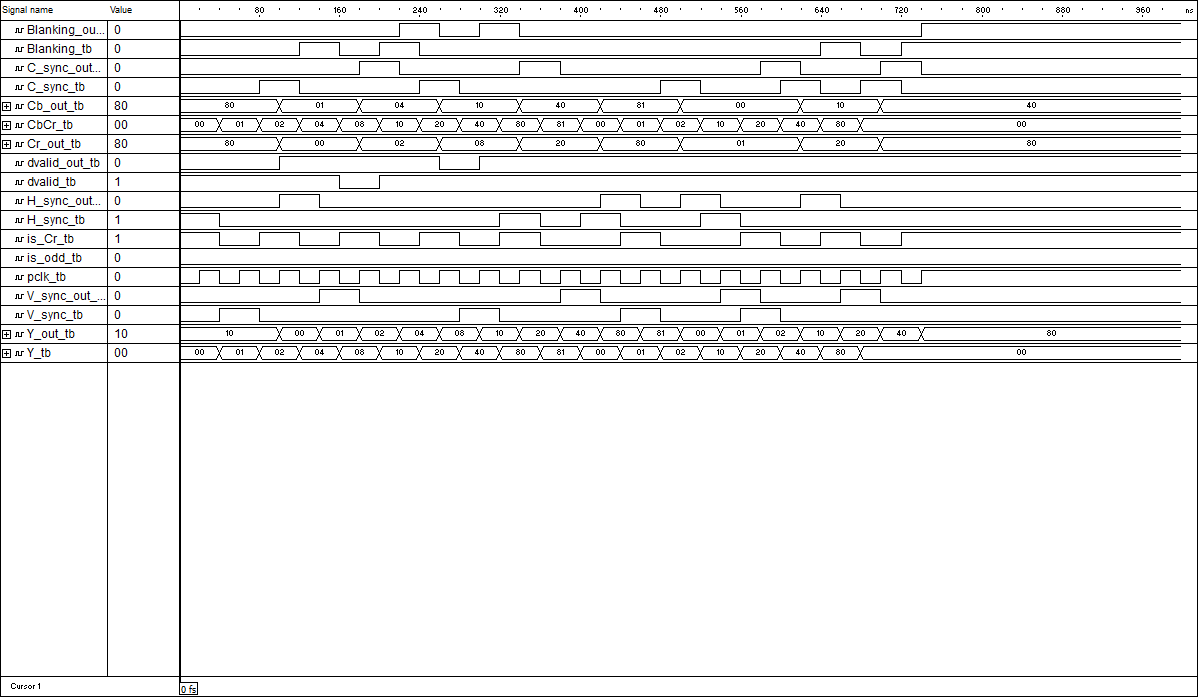 Signal name Value 80 160 240 320 400 480 560 640 720 800 880 960 ns
Blanking_ou... 0
Blanking_tb 0
C_sync_out... 0
C_sync_tb 0
Cb_out_tb 80 80 01 04 10 40 81 00 10 40
CbCr_tb 00 00 01 02 04 08 10 20 40 80 81 00 01 02 10 20 40 80 00
Cr_out_tb 80 80 00 02 08 20 80 01 20 80
dvalid_out_tb 0
dvalid_tb 1
H_sync_out... 0
H_sync_tb 1
is_Cr_tb 1
is_odd_tb 0
pclk_tb 0
V_sync_out_... 0
V_sync_tb 0
Y_out_tb 10 10 00 01 02 04 08 10 20 40 80 81 00 01 02 10 20 40 80
Y_tb 00 00 01 02 04 08 10 20 40 80 81 00 01 02 10 20 40 80 00
Cursor 1 0 fs